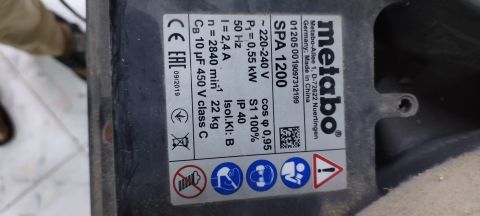 metabo®
Metabo-Allee 1, D-72622 Nuertingen
Germany, Made in China
01205 0019097312199
SPA 1200
~ 220-240 V cos φ 0,95
P₁ = 0,55 kW S1 100%
50 Hz IP 40
I = 2,4 A Isol.Kl: B
n = 2840 min⁻¹ 22 kg
CB 10 µF 450 V class C
CE EAC
09/2019